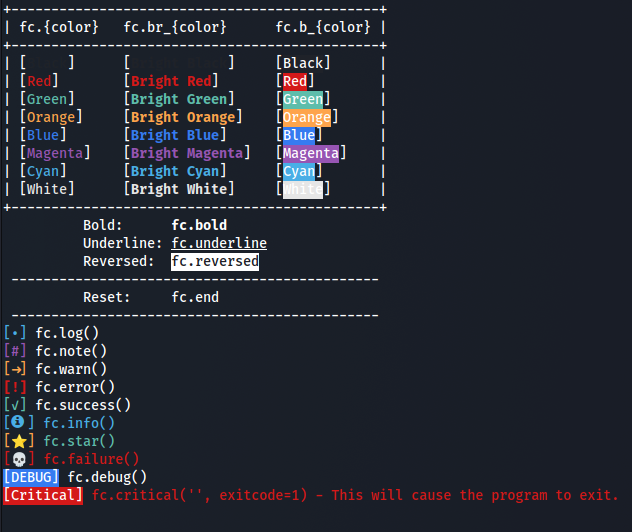 +----------------------------------------------+
| fc.{color}   fc.br_{color}      fc.b_{color} |
+----------------------------------------------+
| [     ]      [            ]     [Black]      |
| [Red]        [Bright Red]       [Red]        |
| [Green]      [Bright Green]     [Green]      |
| [Orange]     [Bright Orange]    [Orange]     |
| [Blue]       [Bright Blue]      [Blue]       |
| [Magenta]    [Bright Magenta]   [Magenta]    |
| [Cyan]       [Bright Cyan]      [Cyan]       |
| [White]      [Bright White]     [White]      |
+----------------------------------------------+
          Bold:      fc.bold
          Underline: fc.underline
          Reversed:  fc.reversed
 ----------------------------------------------
          Reset:     fc.end
 ----------------------------------------------
[•] fc.log()
[#] fc.note()
[→] fc.warn()
[!] fc.error()
[√] fc.success()
[ℹ] fc.info()
[⭐] fc.star()
[💀] fc.failure()
[DEBUG] fc.debug()
[Critical] fc.critical('', exitcode=1) - This will cause the program to exit.